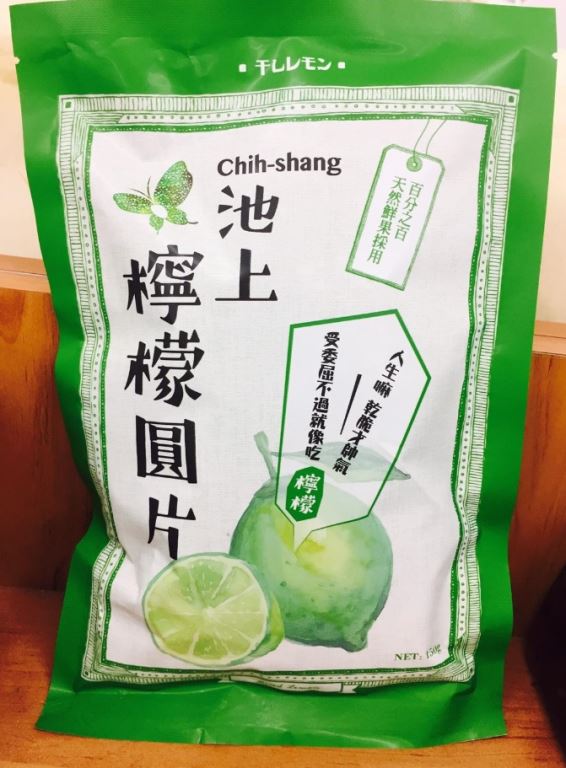 干しレモン
Chih-shang
池上
檸檬圓片
百分之百
天然鮮果採用
人生嘛 乾脆才帥氣
受委屈不過就像吃
檸檬
NET: 150g